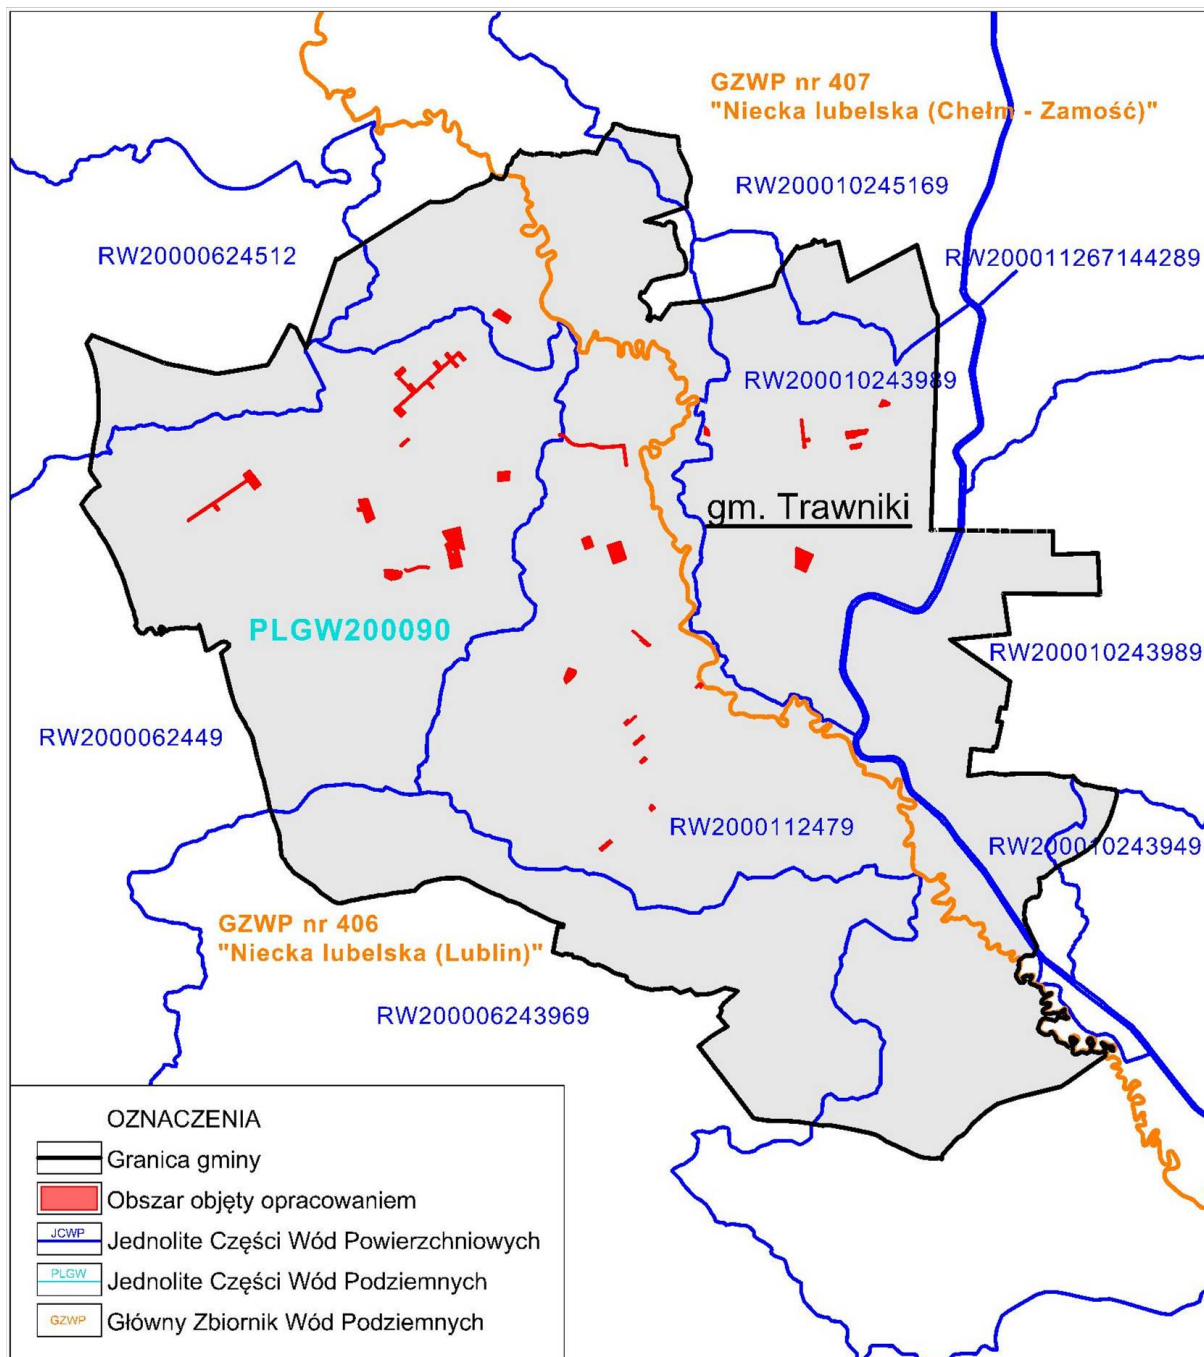 GZWP nr 407
"Niecka lubelska (Chełm - Zamość)"
RW200010245169
RW20000624512
RW200011267144289
RW200010243989
gm. Trawniki
PLGW200090
RW200010243989
RW2000062449
RW2000112479
RW200010243949
GZWP nr 406
"Niecka lubelska (Lublin)"
RW200006243969
OZNACZENIA
Granica gminy
Obszar objęty opracowaniem
JCWP Jednolite Części Wód Powierzchniowych
PLGW Jednolite Części Wód Podziemnych
GZWP Główny Zbiornik Wód Podziemnych